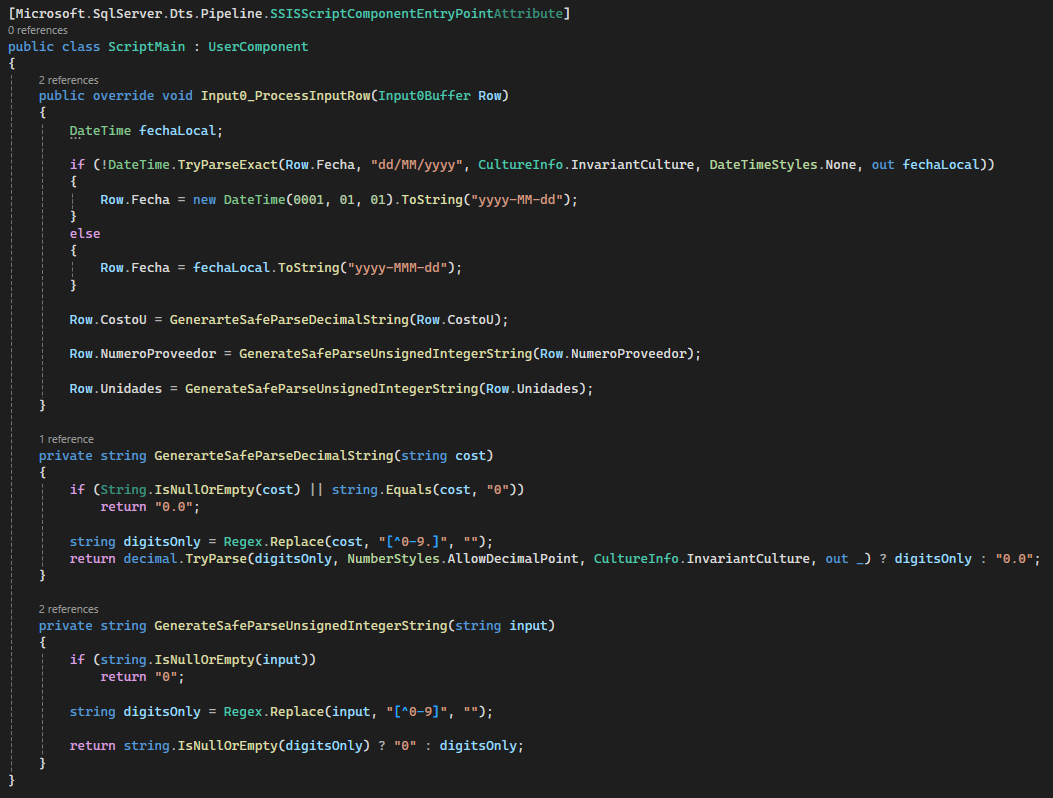 [Microsoft.SqlServer.Dts.Pipeline.SSISScriptComponentEntryPointAttribute]
0 references
public class ScriptMain : UserComponent
{
2 references
public override void Input0_ProcessInputRow(Input0Buffer Row)
{
DateTime fechaLocal;
if (!DateTime.TryParseExact(Row.Fecha, "dd/MM/yyyy", CultureInfo.InvariantCulture, DateTimeStyles.None, out fechaLocal))
{
Row.Fecha = new DateTime(0001, 01, 01).ToString("yyyy-MM-dd");
}
else
{
Row.Fecha = fechaLocal.ToString("yyyy-MMM-dd");
}
Row.CostoU = GenerarteSafeParseDecimalString(Row.CostoU);
Row.NumeroProveedor = GenerateSafeParseUnsignedIntegerString(Row.NumeroProveedor);
Row.Unidades = GenerateSafeParseUnsignedIntegerString(Row.Unidades);
}
1 reference
private string GenerarteSafeParseDecimalString(string cost)
{
if (String.IsNullOrEmpty(cost) || string.Equals(cost, "0"))
return "0.0";
string digitsOnly = Regex.Replace(cost, "[^0-9.]", "");
return decimal.TryParse(digitsOnly, NumberStyles.AllowDecimalPoint, CultureInfo.InvariantCulture, out _) ? digitsOnly : "0.0";
}
2 references
private string GenerateSafeParseUnsignedIntegerString(string input)
{
if (string.IsNullOrEmpty(input))
return "0";
string digitsOnly = Regex.Replace(input, "[^0-9]", "");
return string.IsNullOrEmpty(digitsOnly) ? "0" : digitsOnly;
}
}